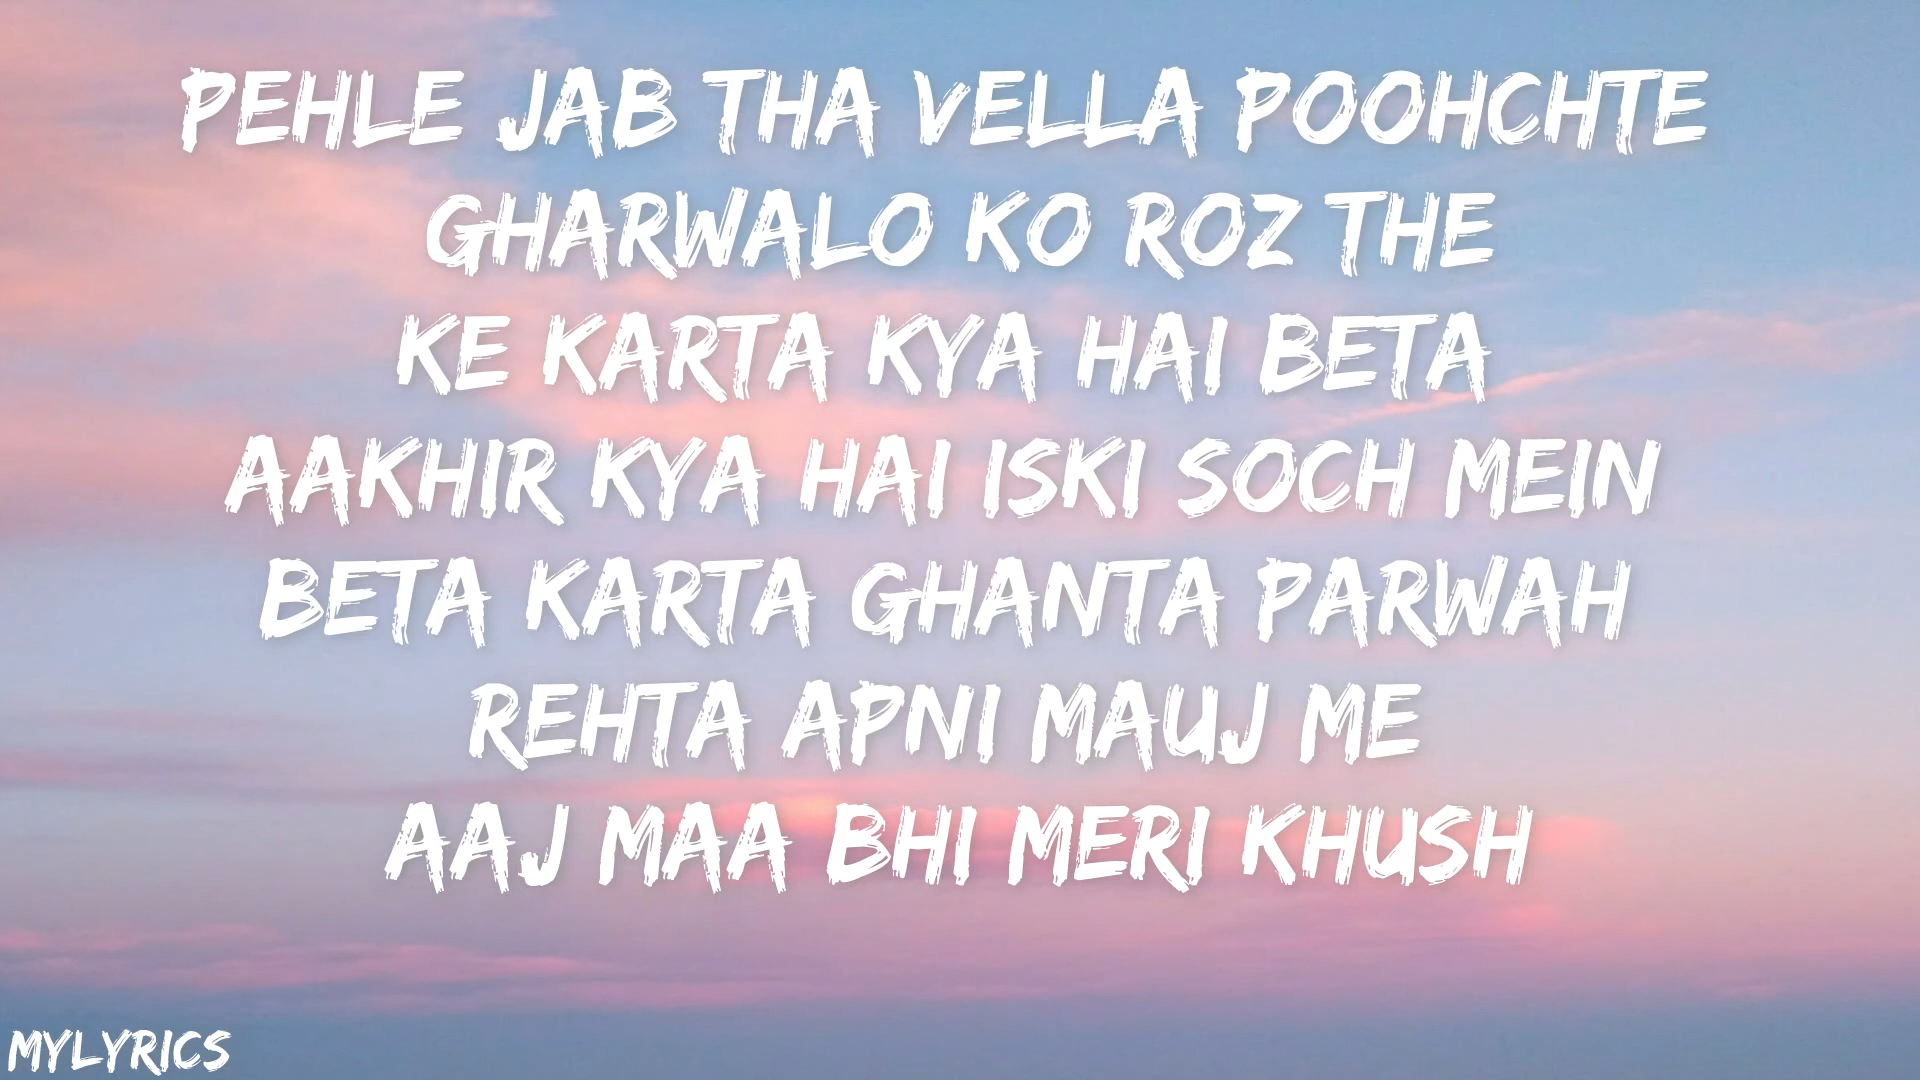 PEHLE JAB THA VELLA POOHCHTE
GHARWALO KO ROZ THE
KE KARTA KYA HAI BETA
AAKHIR KYA HAI ISKI SOCH MEIN
BETA KARTA GHANTA PARWAH
REHTA APNI MAUJ ME
AAJ MAA BHI MERI KHUSH
MYLYRICS